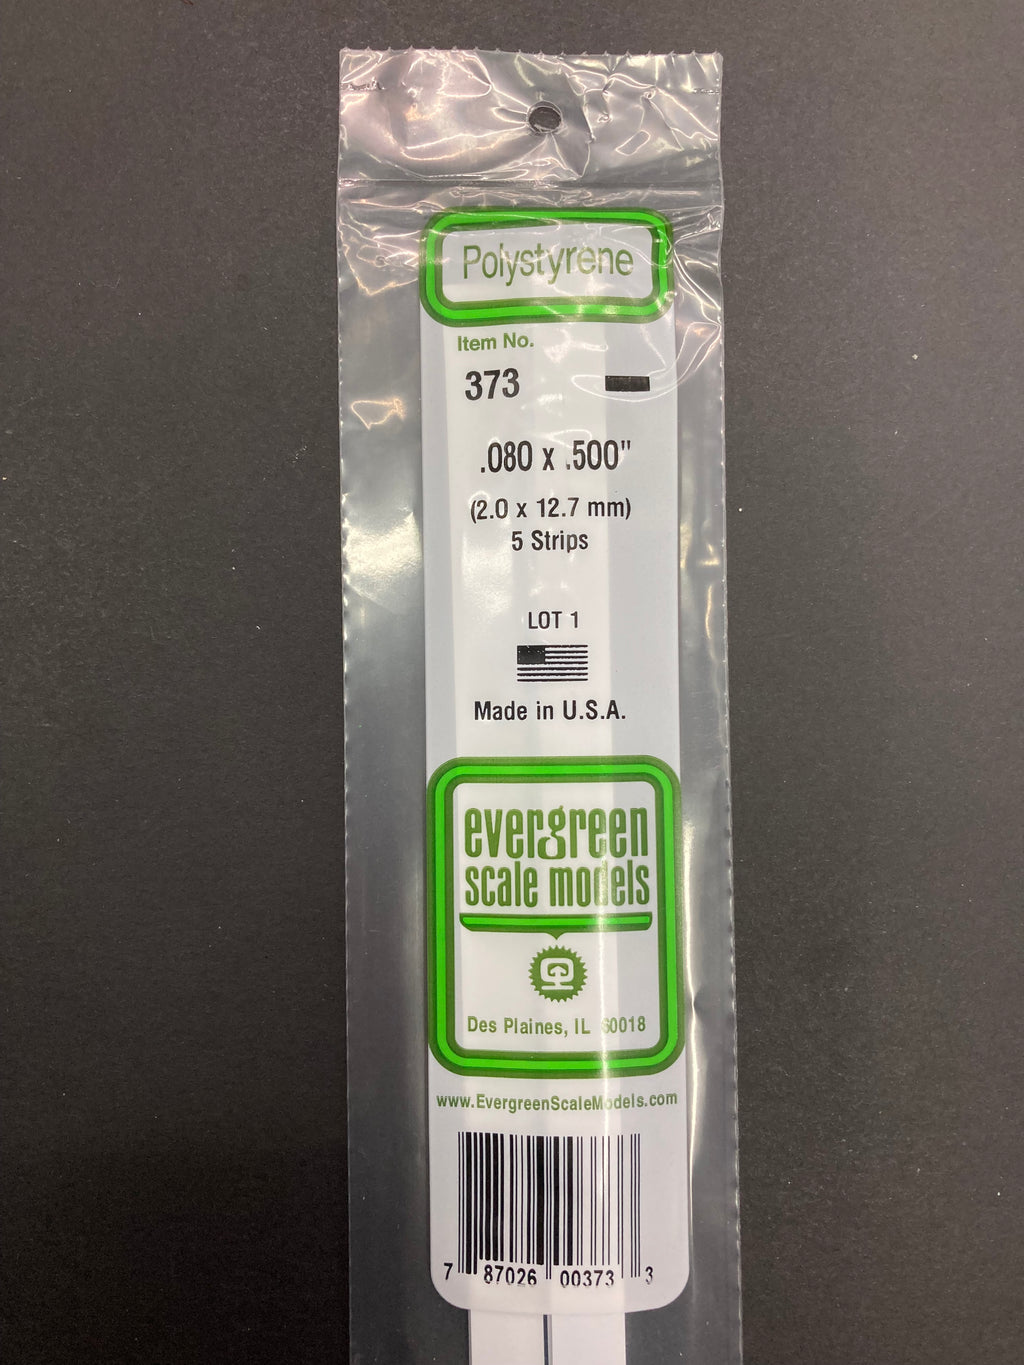 Polystyrene
Item No.
373
.080 x .500"
(2.0 x 12.7 mm)
5 Strips
LOT 1
Made in U.S.A.
evergreen
scale models
Des Plaines, IL 60018
www.EvergreenScaleModels.com
7 87026 00373 3